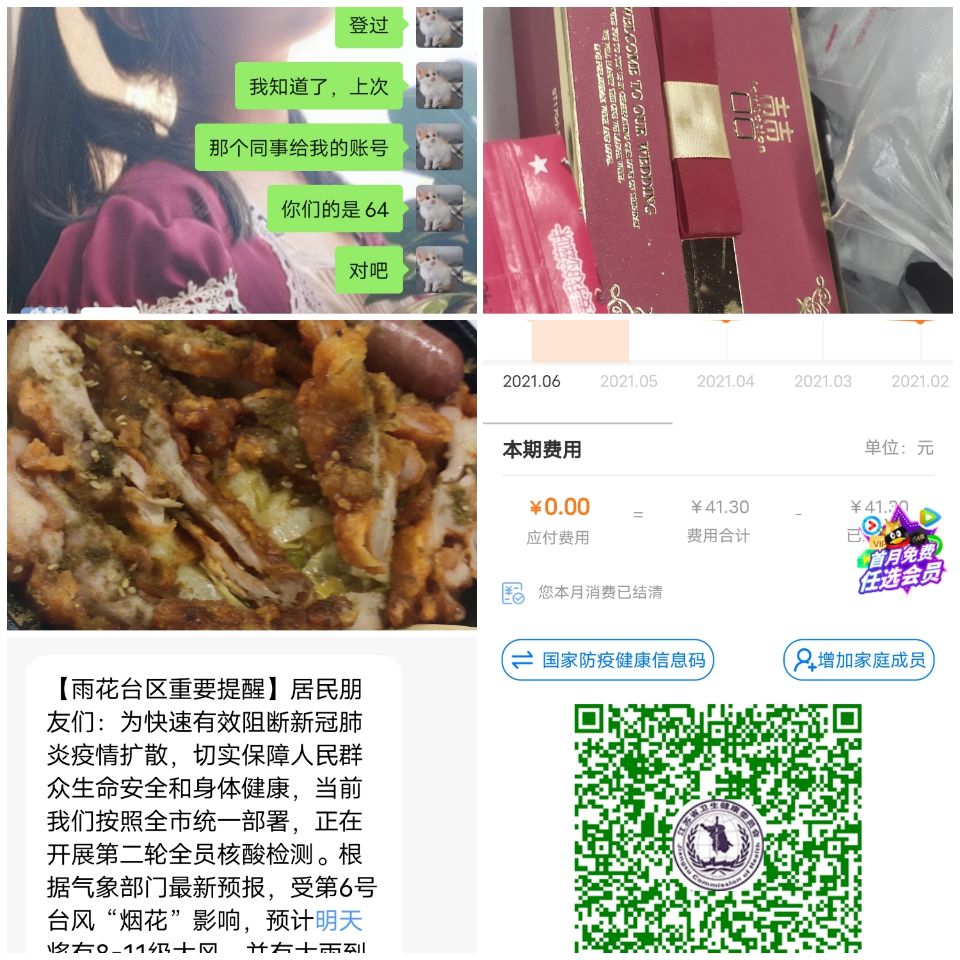 登过
我知道了，上次
那个同事给我的账号
你们的是 64
对吧
WELCOME TO OUR WEDDING
2021.06 2021.05 2021.04 2021.03 2021.02
本期费用 单位：元
¥0.00 = ¥41.30 - ¥41.30
应付费用 费用合计 已
首月免费
任选会员
您本月消费已结清
国家防疫健康信息码 增加家庭成员
江苏省卫生健康委员会
Jiangsu Commission of Health
【雨花台区重要提醒】居民朋
友们：为快速有效阻断新冠肺
炎疫情扩散，切实保障人民群
众生命安全和身体健康，当前
我们按照全市统一部署，正在
开展第二轮全员核酸检测。根
据气象部门最新预报，受第6号
台风“烟花”影响，预计明天
将有8-11级大风，并有大雨到